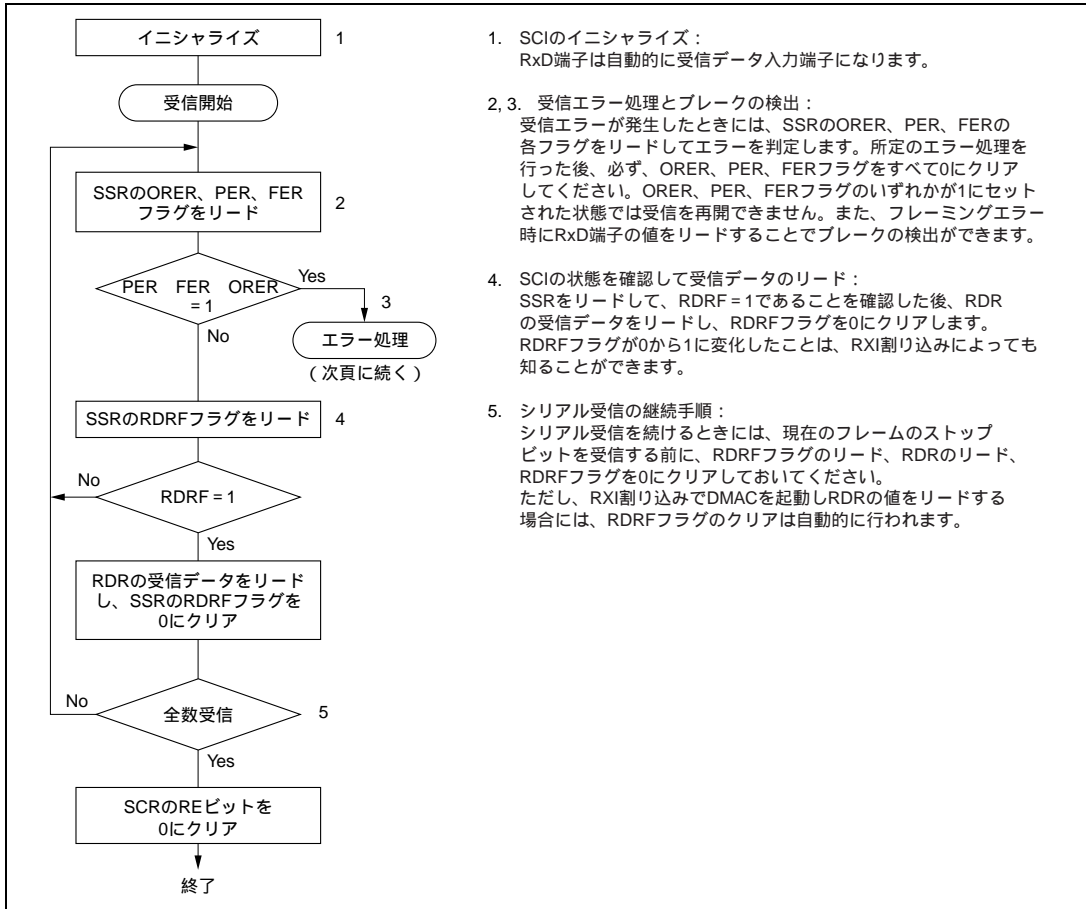 イニシャライズ 1
受信開始
SSRのORER、PER、FER
フラグをリード 2
PER FER ORER
= 1
Yes
3
No
エラー処理
(次頁に続く)
SSRのRDRFフラグをリード 4
No
RDRF = 1
Yes
RDRの受信データをリード
し、SSRのRDRFフラグを
0にクリア
No
全数受信 5
Yes
SCRのREビットを
0にクリア
終了
1. SCIのイニシャライズ：
RxD端子は自動的に受信データ入力端子になります。
2, 3. 受信エラー処理とブレークの検出：
受信エラーが発生したときには、SSRのORER、PER、FERの
各フラグをリードしてエラーを判定します。所定のエラー処理を
行った後、必ず、ORER、PER、FERフラグをすべて0にクリア
してください。ORER、PER、FERフラグのいずれかが1にセット
された状態では受信を再開できません。また、フレーミングエラー
時にRxD端子の値をリードすることでブレークの検出ができます。
4. SCIの状態を確認して受信データのリード：
SSRをリードして、RDRF = 1であることを確認した後、RDR
の受信データをリードし、RDRFフラグを0にクリアします。
RDRFフラグが0から1に変化したことは、RXI割り込みによっても
知ることができます。
5. シリアル受信の継続手順：
シリアル受信を続けるときには、現在のフレームのストップ
ビットを受信する前に、RDRFフラグのリード、RDRのリード、
RDRFフラグを0にクリアしておいてください。
ただし、RXI割り込みでDMACを起動しRDRの値をリードする
場合には、RDRFフラグのクリアは自動的に行われます。